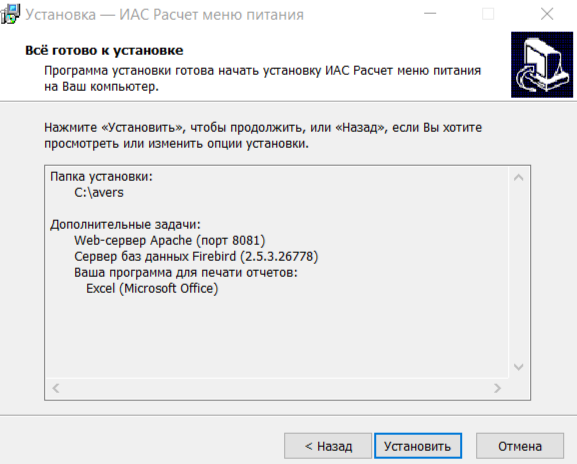 Установка — ИАС Расчет меню питания
Всё готово к установке
Программа установки готова начать установку ИАС Расчет меню питания
на Ваш компьютер.
Нажмите «Установить», чтобы продолжить, или «Назад», если Вы хотите
просмотреть или изменить опции установки.
Папка установки:
C:\avers
Дополнительные задачи:
Web-сервер Apache (порт 8081)
Сервер баз данных Firebird (2.5.3.26778)
Ваша программа для печати отчетов:
Excel (Microsoft Office)
< Назад
Установить
Отмена